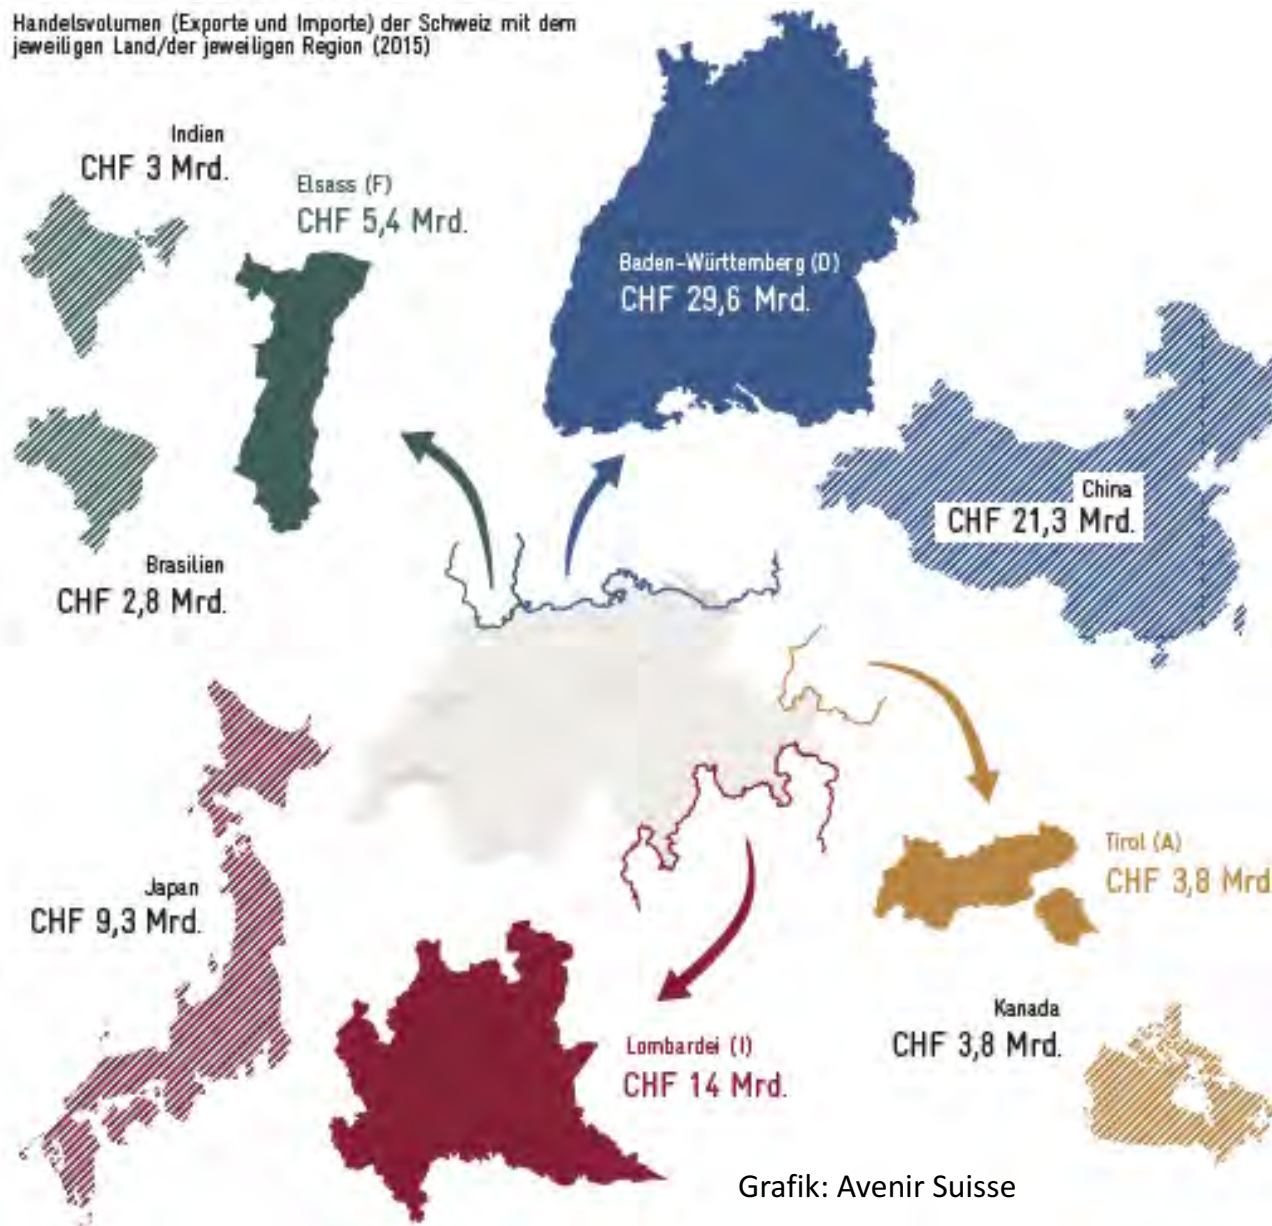 Handelsvolumen (Exporte und Importe) der Schweiz mit dem
jeweiligen Land/der jeweiligen Region (2015)
Indien
CHF 3 Mrd.
Elsass (F)
CHF 5,4 Mrd.
Baden-Württemberg (D)
CHF 29,6 Mrd.
China
CHF 21,3 Mrd.
Brasilien
CHF 2,8 Mrd.
Japan
CHF 9,3 Mrd.
Tirol (A)
CHF 3,8 Mrd
Kanada
CHF 3,8 Mrd.
Lombardei (I)
CHF 14 Mrd.
Grafik: Avenir Suisse